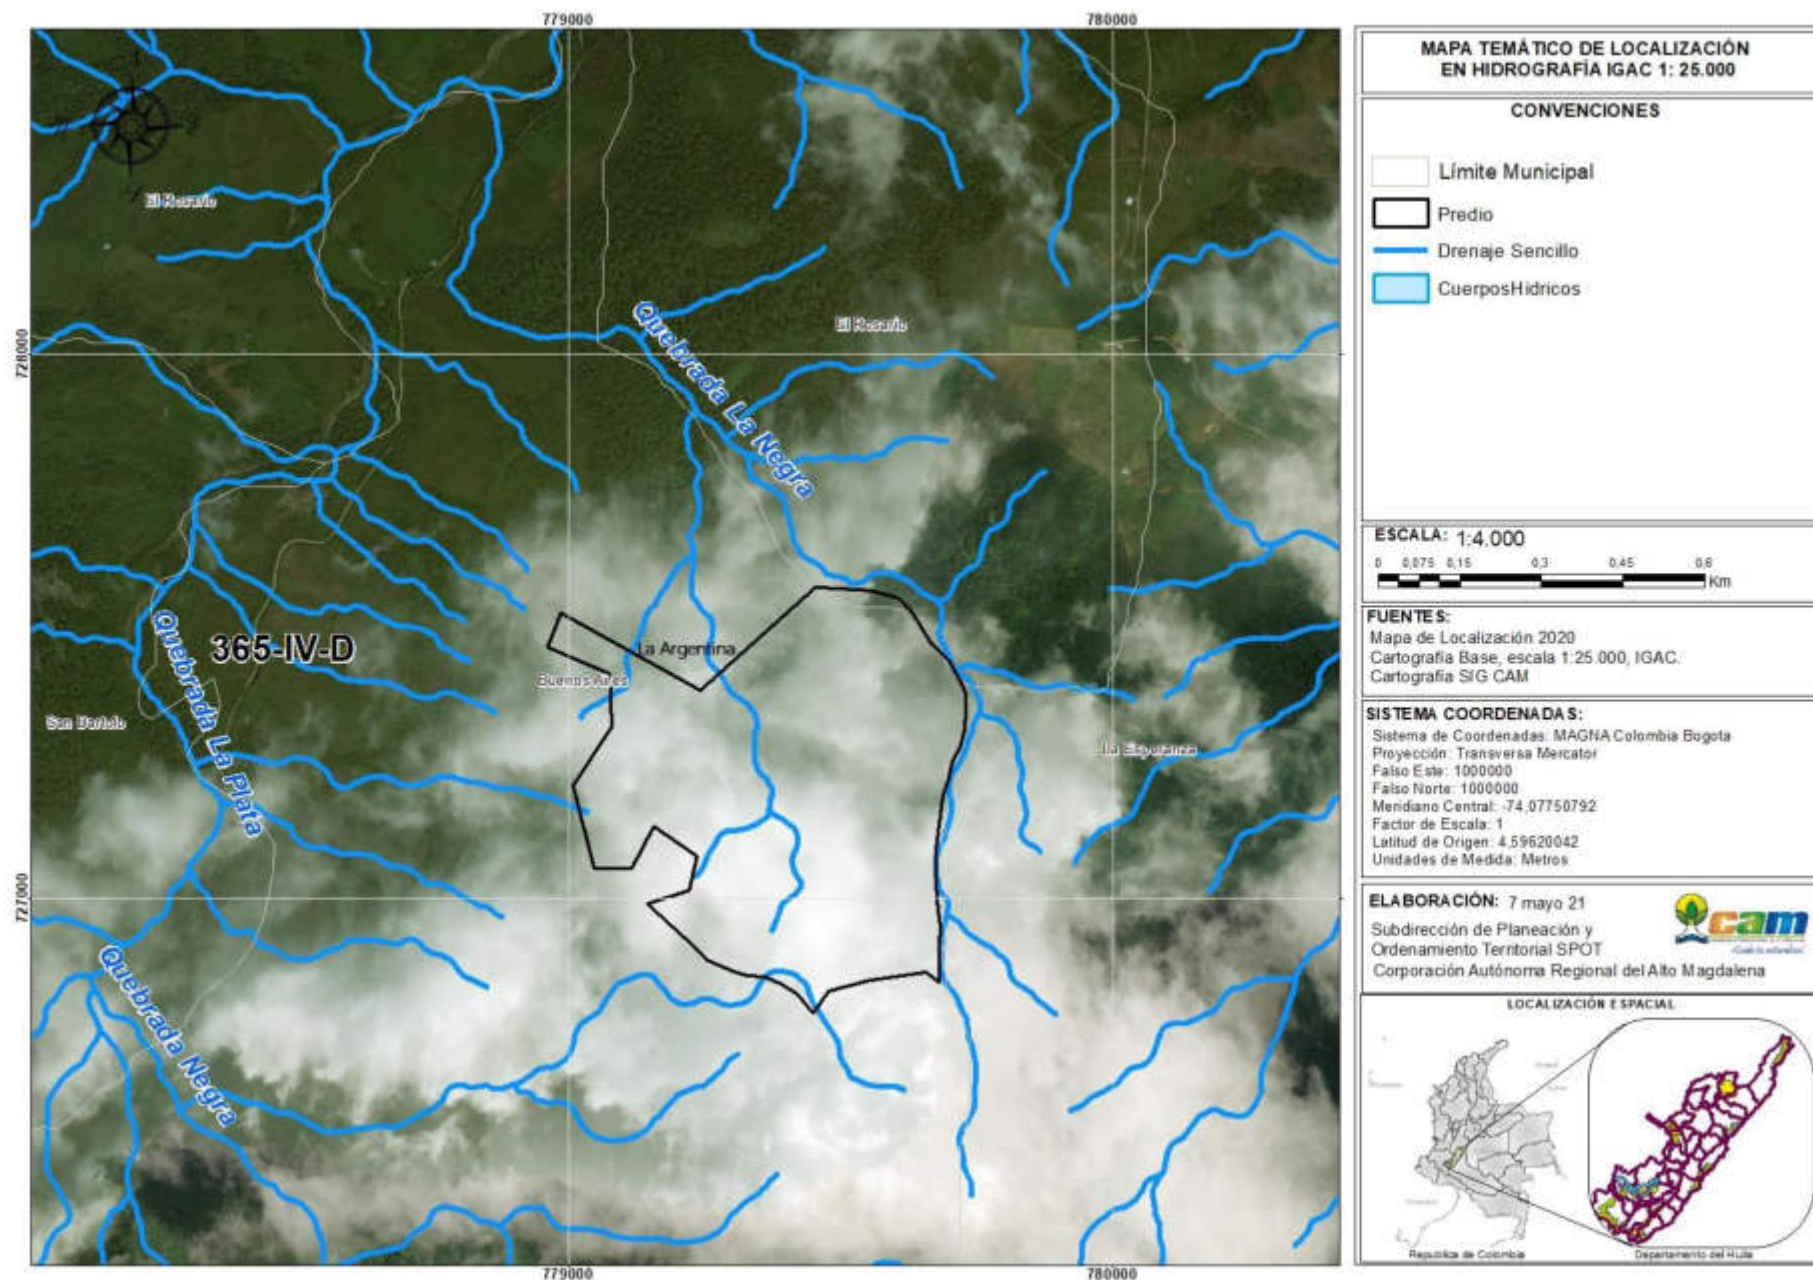 779000
780000
El Rosario
Quebrada La Negra
El Rosario
728000
365-IV-D
La Argentina
Buenos Aires
Quebrada La Plata
San Bartolo
La Esperanza
727000
Quebrada Negra
779000
780000
MAPA TEMÁTICO DE LOCALIZACIÓN
EN HIDROGRAFÍA IGAC 1: 25.000
CONVENCIONES
Límite Municipal
Predio
Drenaje Sencillo
CuerposHidricos
ESCALA: 1:4.000
0 0,075 0,15 0,3 0,45 0,6
Km
FUENTES:
Mapa de Localización 2020
Cartografía Base, escala 1:25.000, IGAC.
Cartografía SIG CAM
SISTEMA COORDENADAS:
Sistema de Coordenadas: MAGNA Colombia Bogota
Proyección: Transversa Mercator
Falso Este: 1000000
Falso Norte: 1000000
Meridiano Central: -74,07750792
Factor de Escala: 1
Latitud de Origen: 4,59620042
Unidades de Medida: Metros
ELABORACIÓN: 7 mayo 21
Subdirección de Planeación y
Ordenamiento Territorial SPOT
Corporación Autónoma Regional del Alto Magdalena
cam
LOCALIZACIÓN ESPACIAL
Republica de Colombia
Departamento del Huila